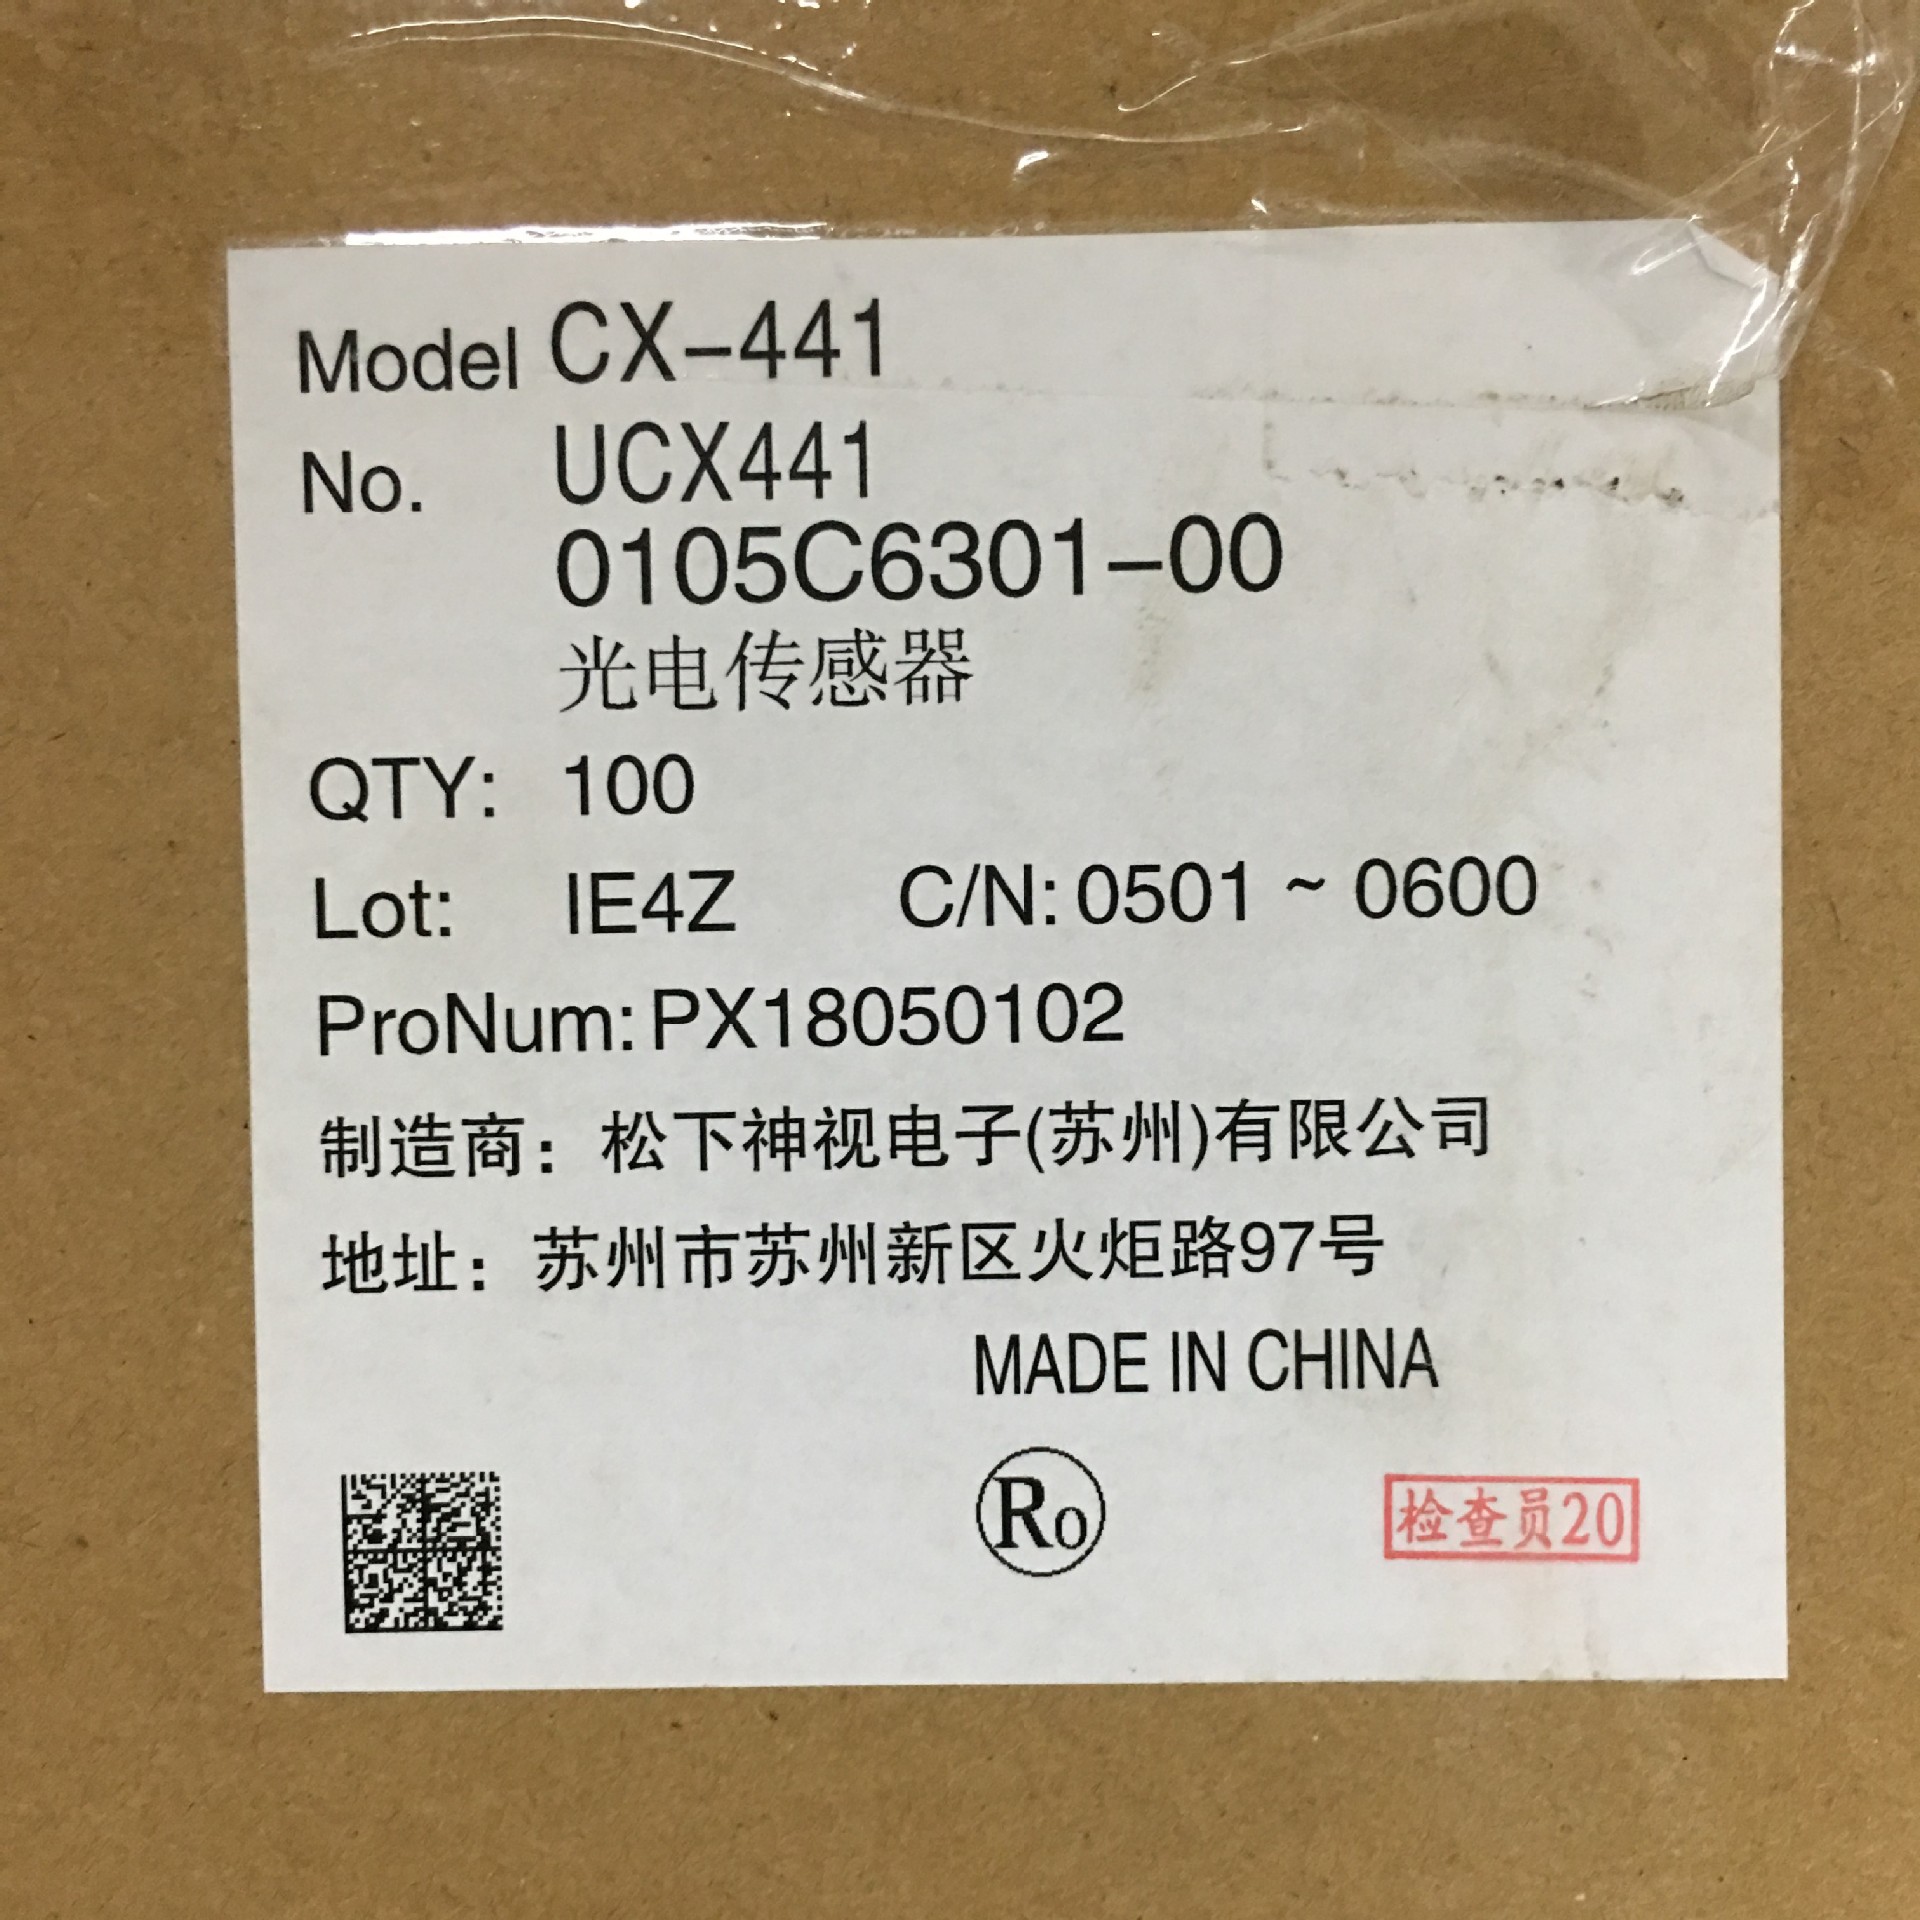 Model CX-441
No. UCX441
0105C6301-00
光电传感器
QTY: 100
Lot: IE4Z C/N: 0501 ~ 0600
ProNum: PX18050102
制造商：松下神视电子(苏州)有限公司
地址：苏州市苏州新区火炬路97号
MADE IN CHINA
Ro
检查员20